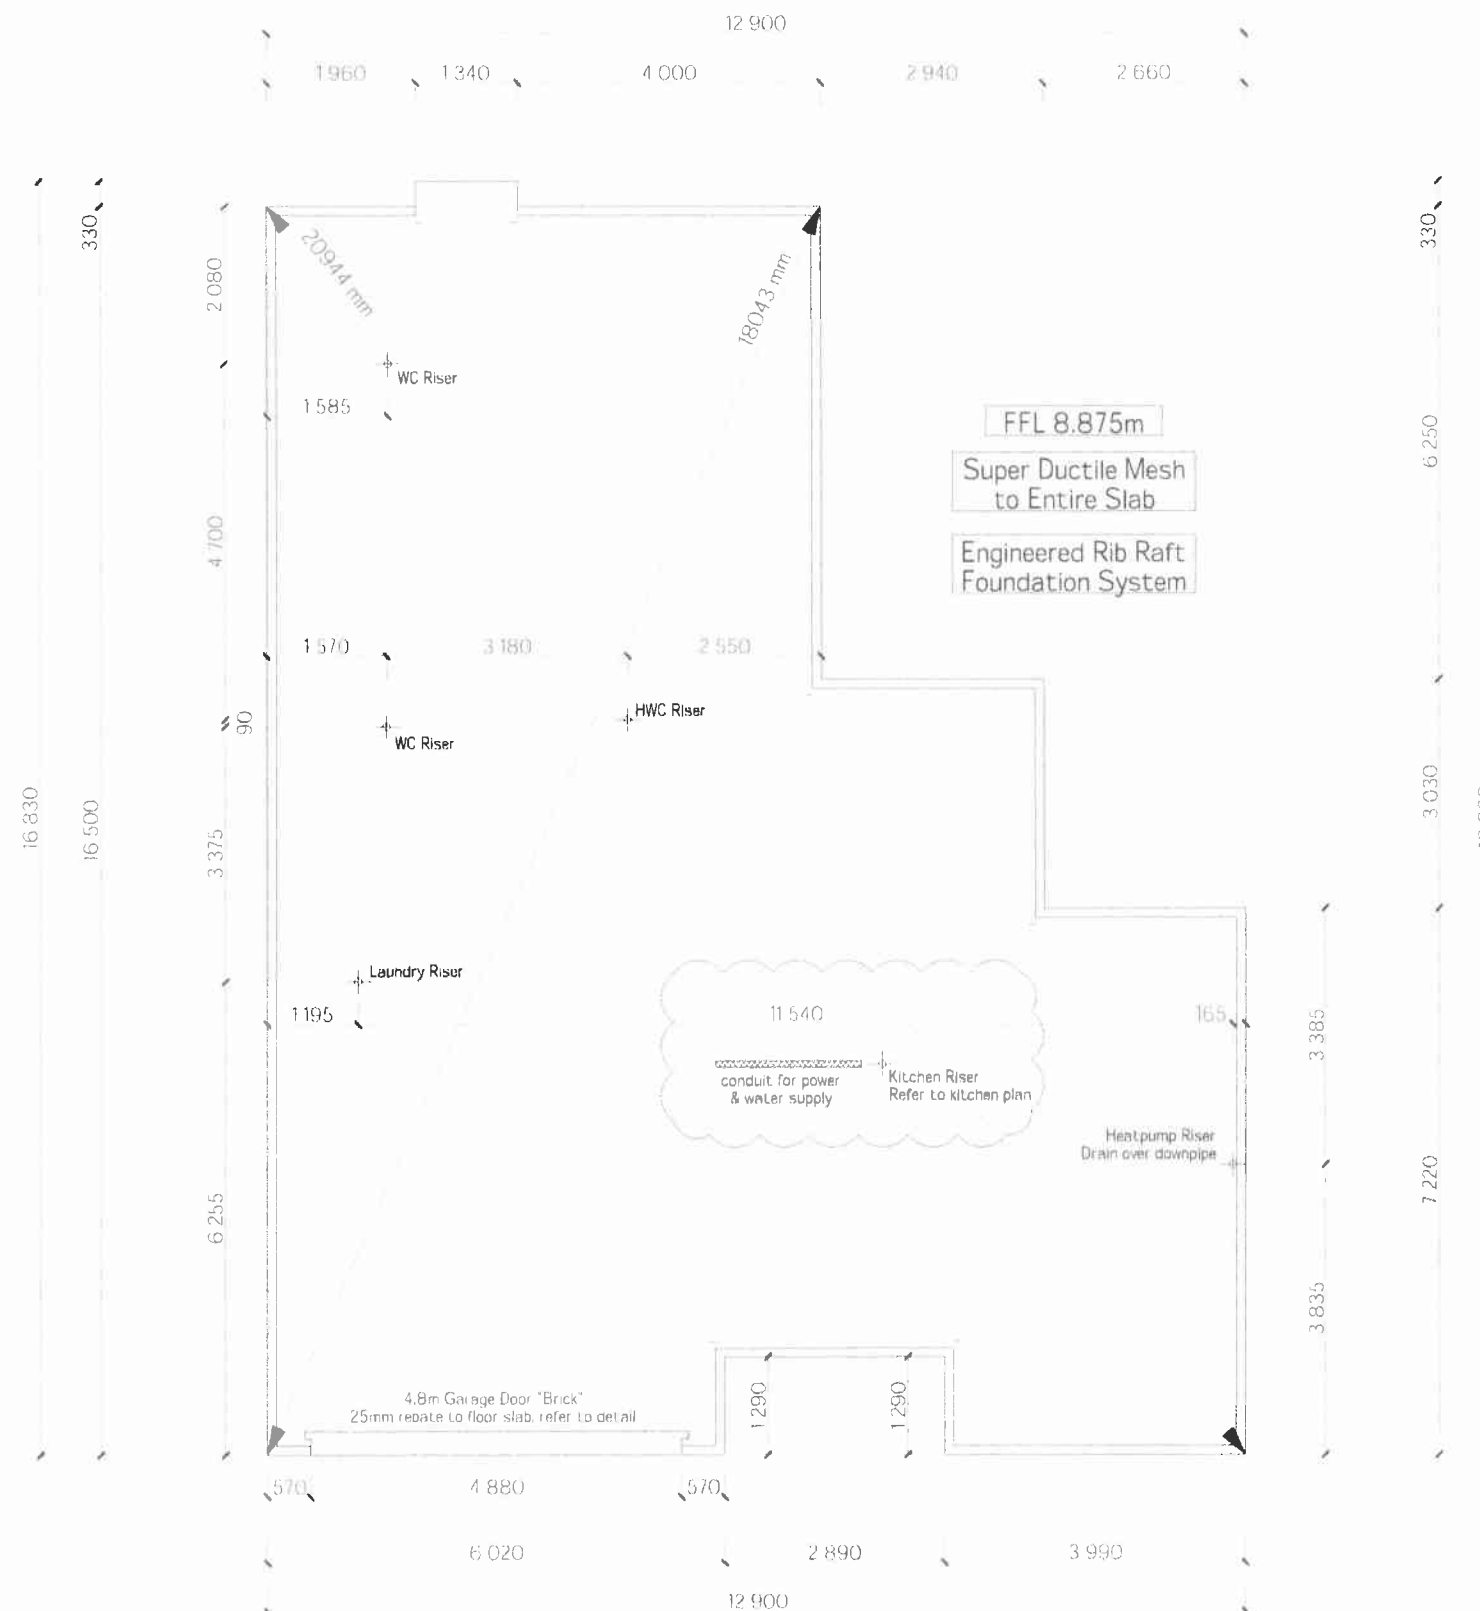 12 900
1 960
1 340
4 000
2 940
2 660
330
330
2 080
20944 mm
18043 mm
WC Riser
1 585
FFL 8.875m
Super Ductile Mesh
to Entire Slab
Engineered Rib Raft
Foundation System
6 250
4 700
1 570
3 180
2 550
90
HWC Riser
WC Riser
16 830
16 500
3 375
3 030
Laundry Riser
1 195
11 540
165
3 385
conduit for power
& water supply
Kitchen Riser
Refer to kitchen plan
Heatpump Riser
Drain over downpipe
7 220
6 255
3 835
1 290
1 290
4.8m Garage Door "Brick"
25mm rebate to floor slab, refer to detail
570
4 880
570
6 020
2 890
3 990
12 900